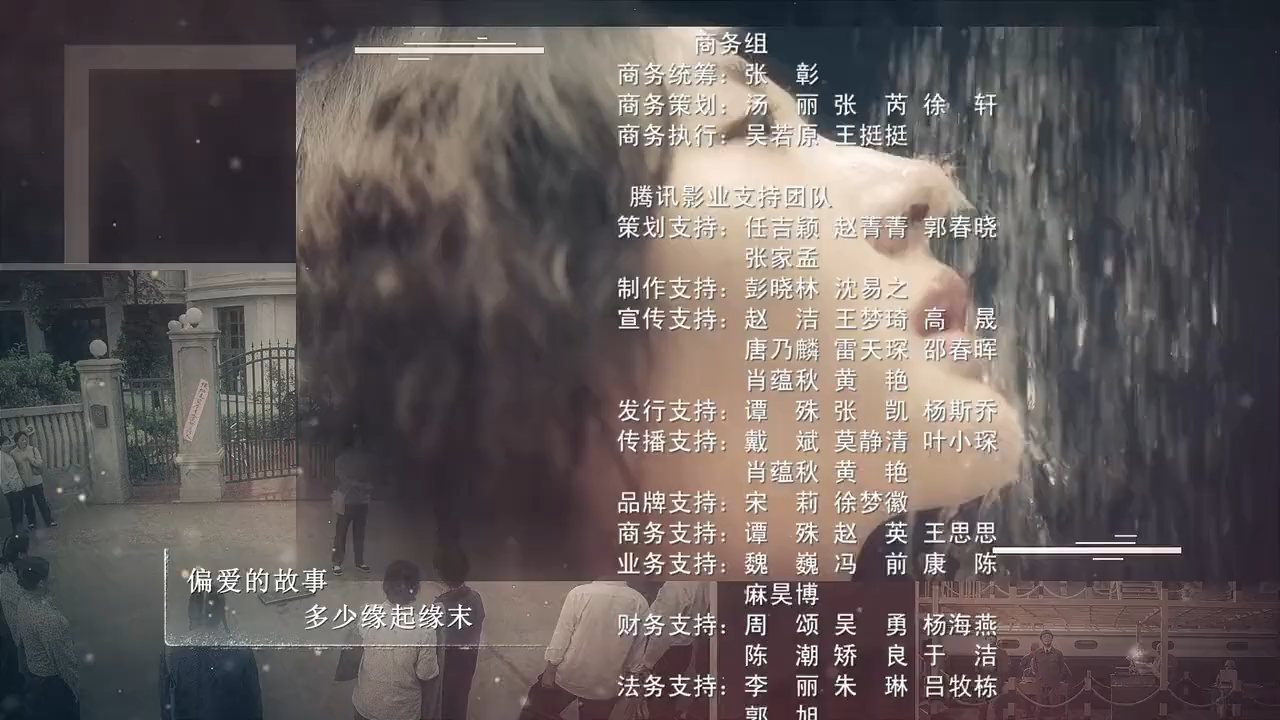 商务组
商务统筹：张 彰
商务策划：汤 丽 张 芮 徐 轩
商务执行：吴若原 王挺挺
腾讯影业支持团队
策划支持：任吉颖 赵菁菁 郭春晓
张家孟
制作支持：彭晓林 沈易之
宣传支持：赵 洁 王梦琦 高 晟
唐乃麟 雷天琛 邵春晖
肖蕴秋 黄 艳
发行支持：谭 殊 张 凯 杨斯乔
传播支持：戴 斌 莫静清 叶小琛
肖蕴秋 黄 艳
品牌支持：宋 莉 徐梦徽
商务支持：谭 殊 赵 英 王思思
业务支持：魏 巍 冯 前 康 陈
麻昊博
财务支持：周 颂 吴 勇 杨海燕
陈 潮 矫 良 于 洁
法务支持：李 丽 朱 琳 吕牧栋
郭 旭
偏爱的故事
多少缘起缘末